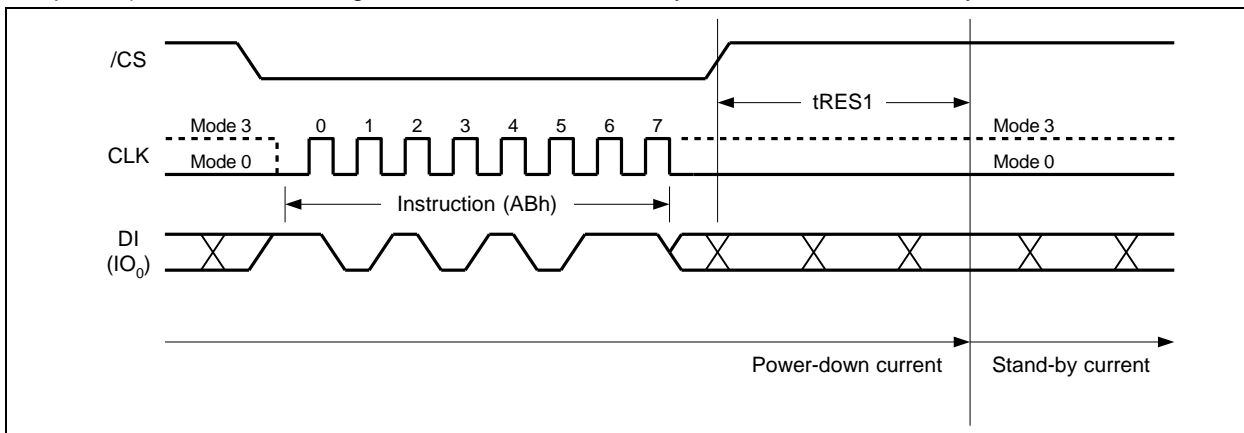 /CS
tRES1
Mode 3 0 1 2 3 4 5 6 7 Mode 3
CLK
Mode 0 Mode 0
Instruction (ABh)
DI
(IO0)
Power-down current Stand-by current